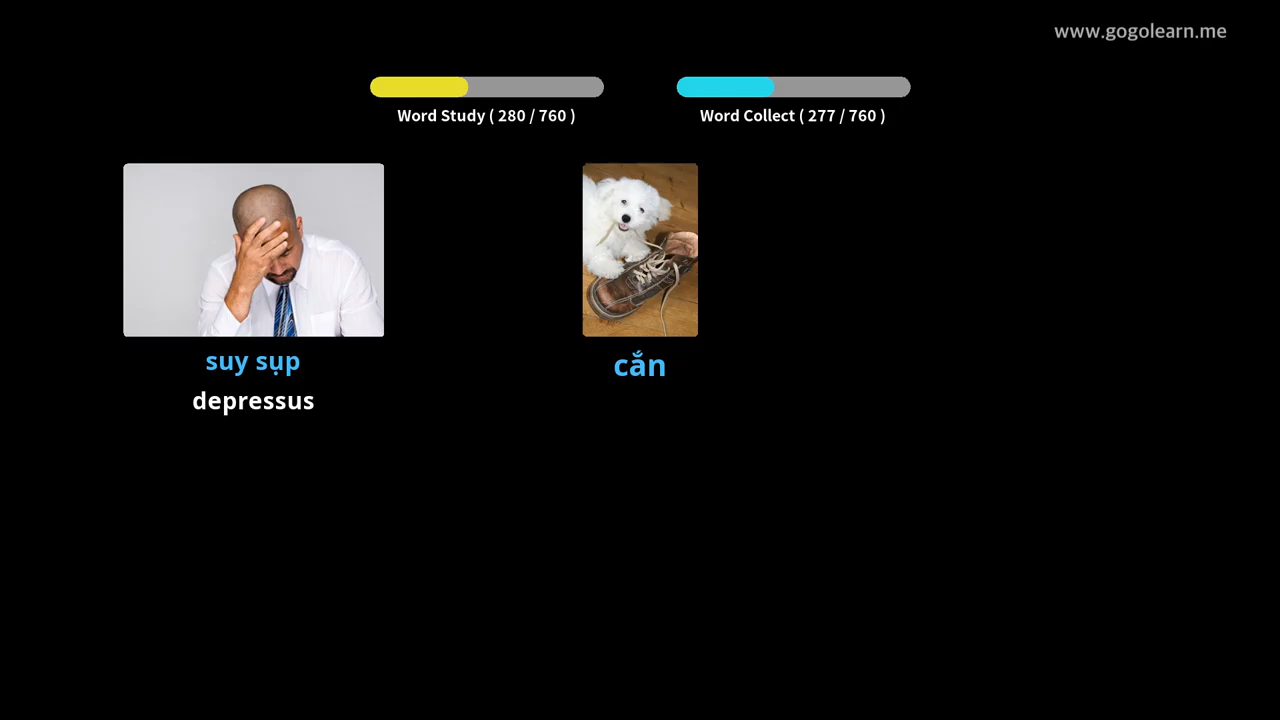 www.gogolearn.me
Word Study ( 280 / 760 )
Word Collect ( 277 / 760 )
suy sụp
depressus
cắn